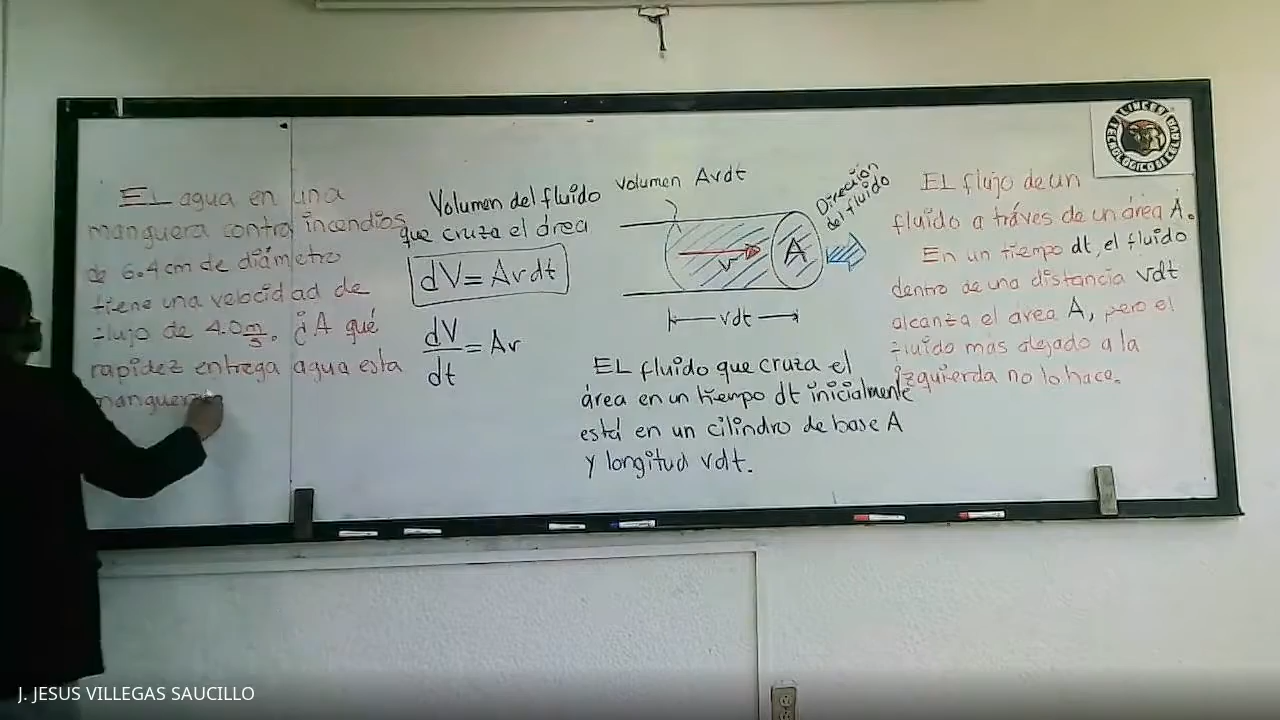 EL agua en una
manguera contra incendios
de 6.4 cm de diámetro
tiene una velocidad de
flujo de 4.0 m/s. ¿A qué
rapidez entrega agua esta
manguera
Volumen del fluido
que cruza el área
dV = Avdt
dV/dt = Av
volumen Avdt
Dirección
del fluido
v
A
vdt
EL fluido que cruza el
área en un tiempo dt inicialmente
está en un cilindro de base A
y longitud vdt.
EL flujo de un
fluido a tráves de un área A.
En un tiempo dt, el fluido
dentro de una distancia vdt
alcanza el área A, pero el
fluido mas alejado a la
izquierda no lo hace.
J. JESUS VILLEGAS SAUCILLO